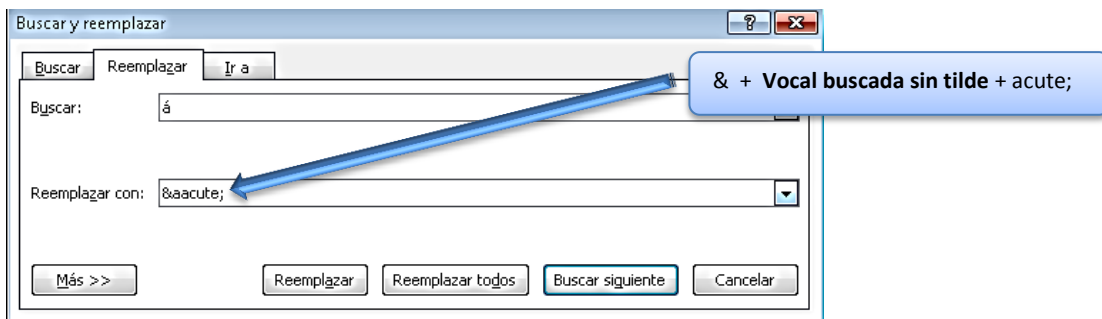 Buscar y reemplazar
?
Buscar Reemplazar Ir a
& + Vocal buscada sin tilde + acute;
Buscar: á
Reemplazar con: &aacute;
Más >> Reemplazar Reemplazar todos Buscar siguiente Cancelar